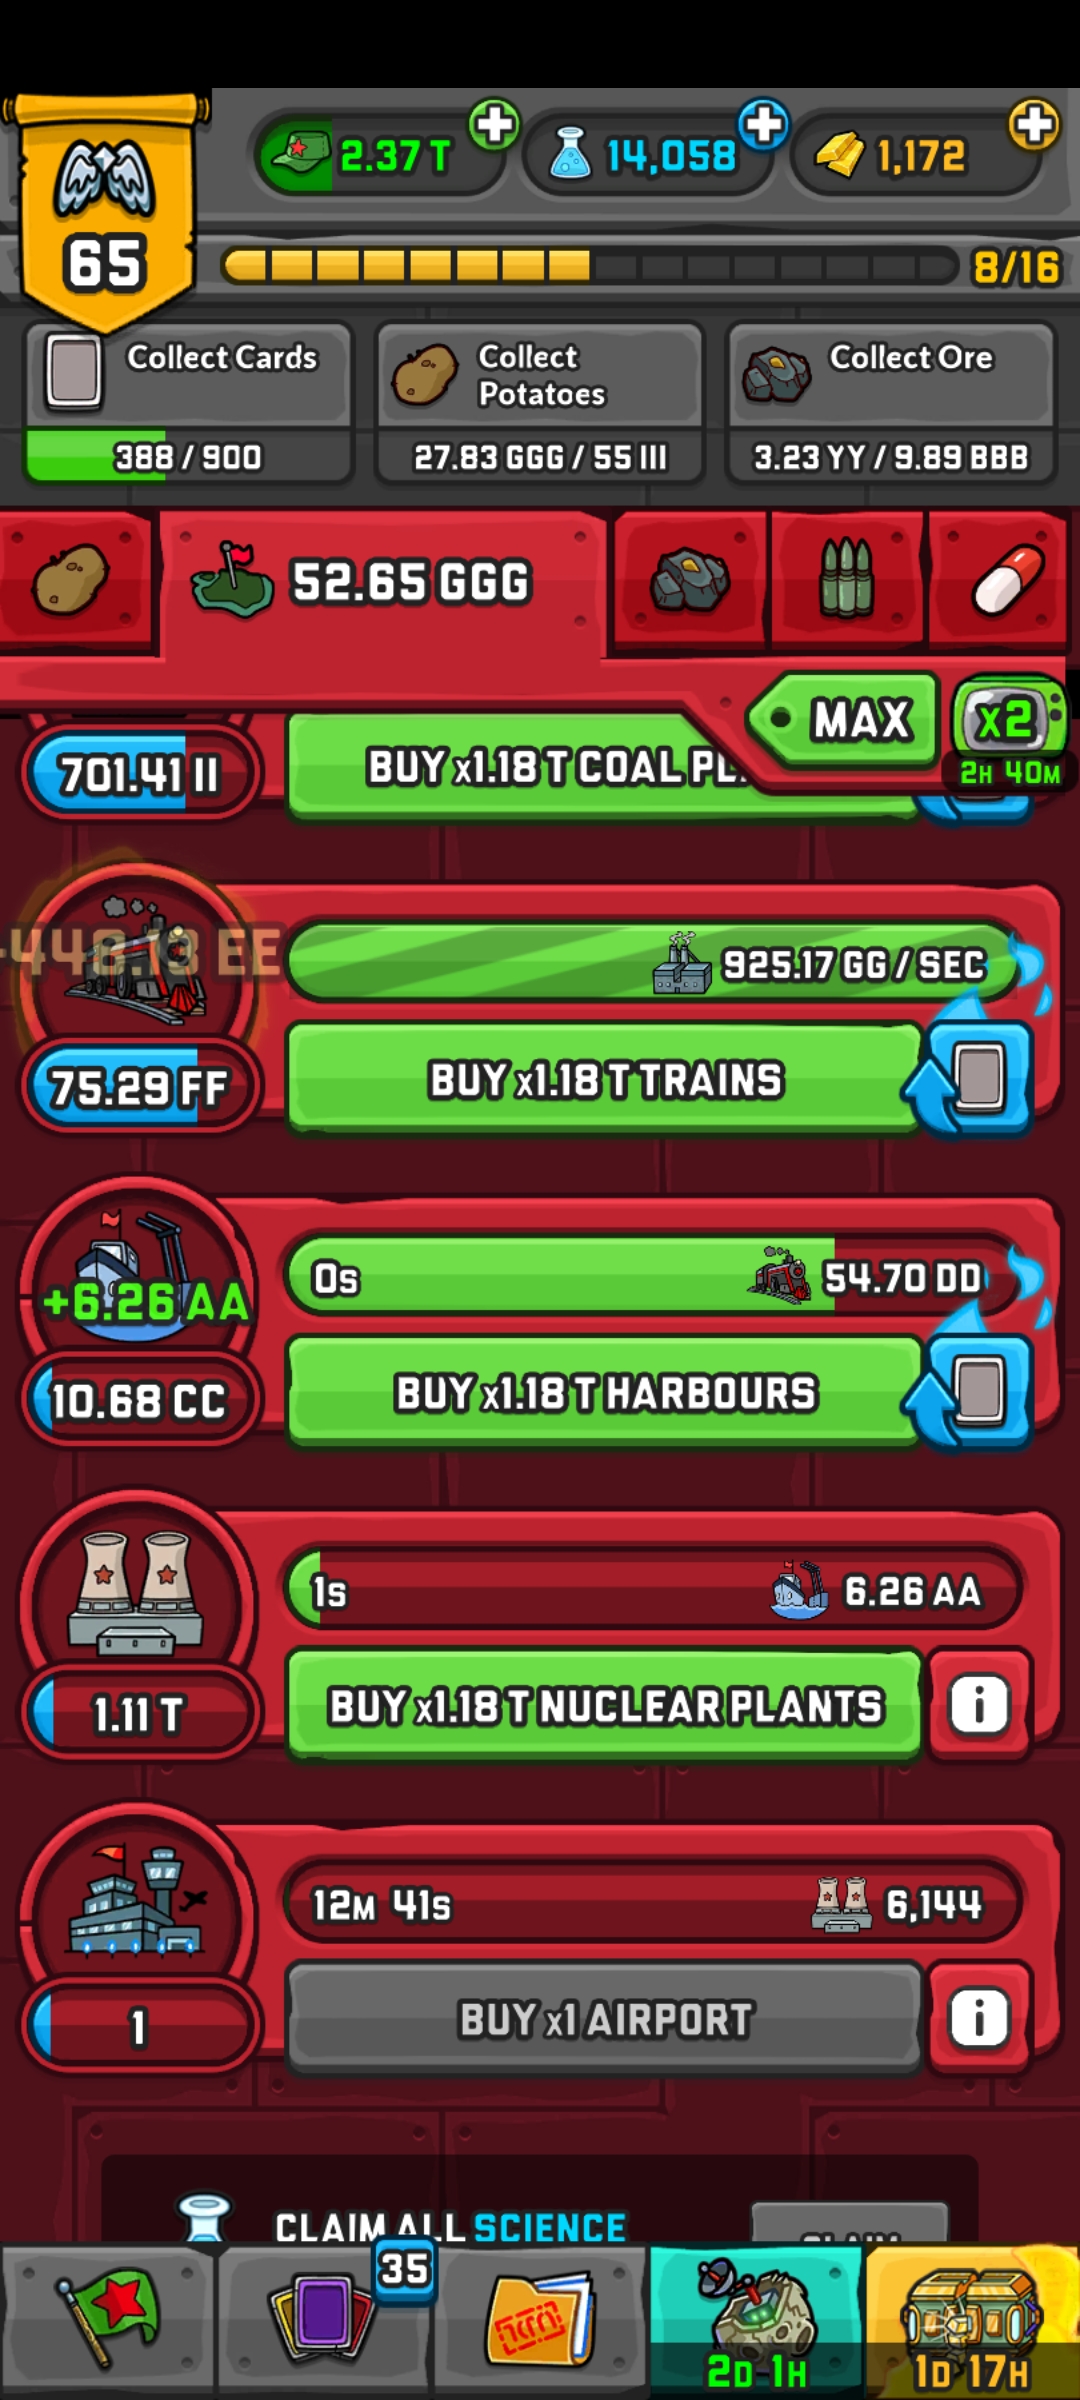 2.37 T
14,058
1,172
65
8/16
Collect Cards
388 / 900
Collect
Potatoes
27.83 GGG / 55 III
Collect Ore
3.23 YY / 9.89 BBB
52.65 GGG
MAX
x2
2H 40M
701.41 II
BUY x1.18 T COAL PL
925.17 GG / SEC
75.29 FF
BUY x1.18 T TRAINS
+6.26 AA
0s
54.70 DD
10.68 CC
BUY x1.18 T HARBOURS
1s
6.26 AA
1.11 T
BUY x1.18 T NUCLEAR PLANTS
i
12M 41s
6,144
1
BUY x1 AIRPORT
i
CLAIM ALL SCIENCE
CLAIM
35
2D 1H
1D 17H